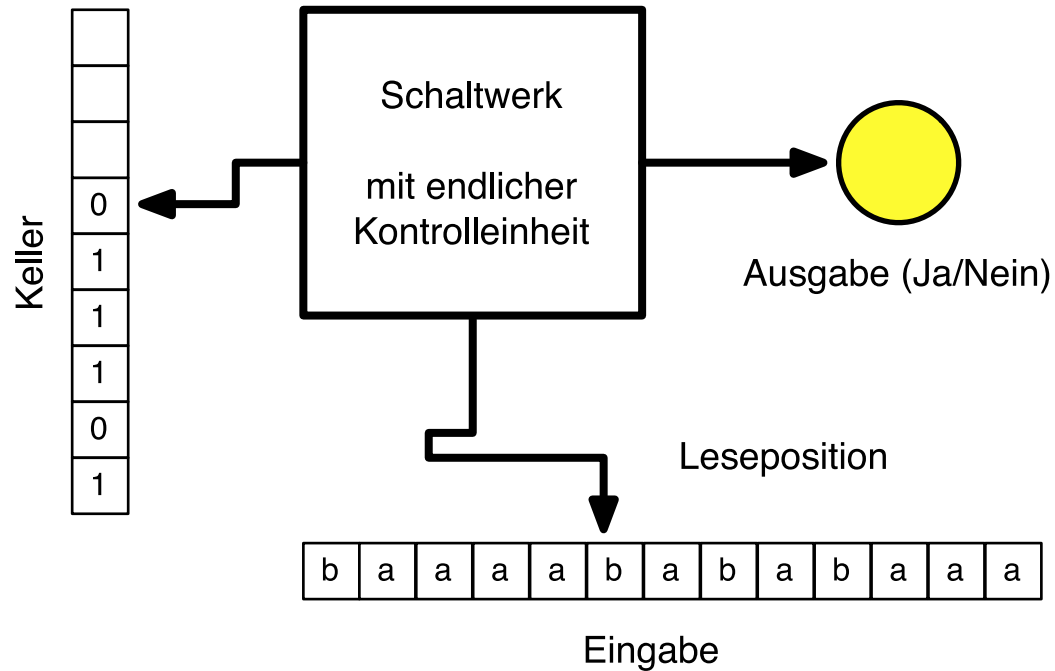 Schaltwerk
mit endlicher
Kontrolleinheit
Keller
0
1
1
1
0
1
Ausgabe (Ja/Nein)
Leseposition
b a a a a b a b a b a a a
Eingabe